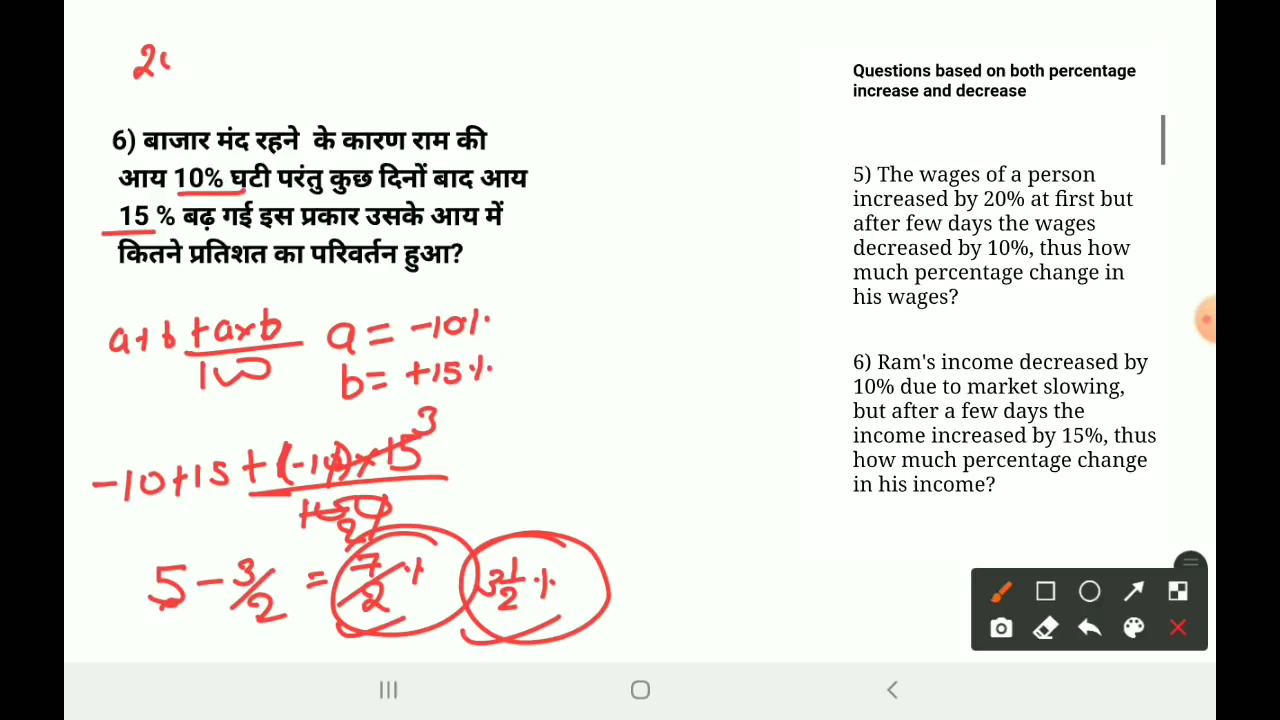 6) बाजार मंद रहने के कारण राम की
आय 10% घटी परंतु कुछ दिनों बाद आय
15 % बढ़ गई इस प्रकार उसके आय में
कितने प्रतिशत का परिवर्तन हुआ?
a+b+a×b
100
a = -10%
b = +15%
-10+15+(-10)×15 3
100
2
5 - 3/2 = 7/2 % 3 1/2 %
Questions based on both percentage
increase and decrease
5) The wages of a person
increased by 20% at first but
after few days the wages
decreased by 10%, thus how
much percentage change in
his wages?
6) Ram's income decreased by
10% due to market slowing,
but after a few days the
income increased by 15%, thus
how much percentage change
in his income?